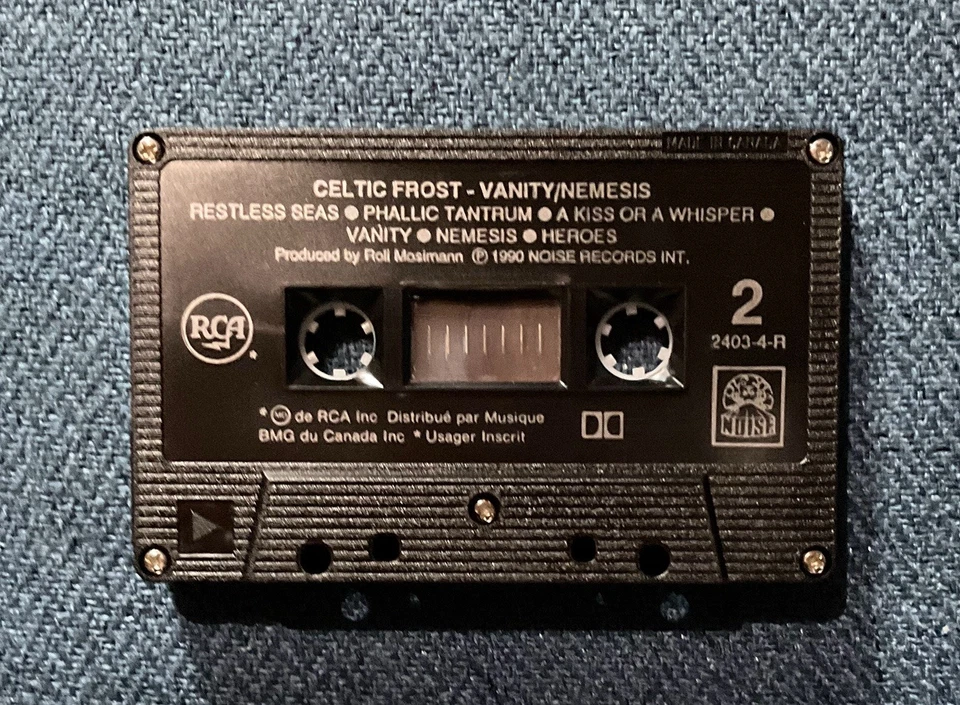 MADE IN CANADA
CELTIC FROST - VANITY/NEMESIS
RESTLESS SEAS ● PHALLIC TANTRUM ● A KISS OR A WHISPER ●
VANITY ● NEMESIS ● HEROES
Produced by Roli Mosimann Ⓟ 1990 NOISE RECORDS INT.
RCA *
2
2403-4-R
* de RCA Inc Distribué par Musique
BMG du Canada Inc * Usager Inscrit
NOISE